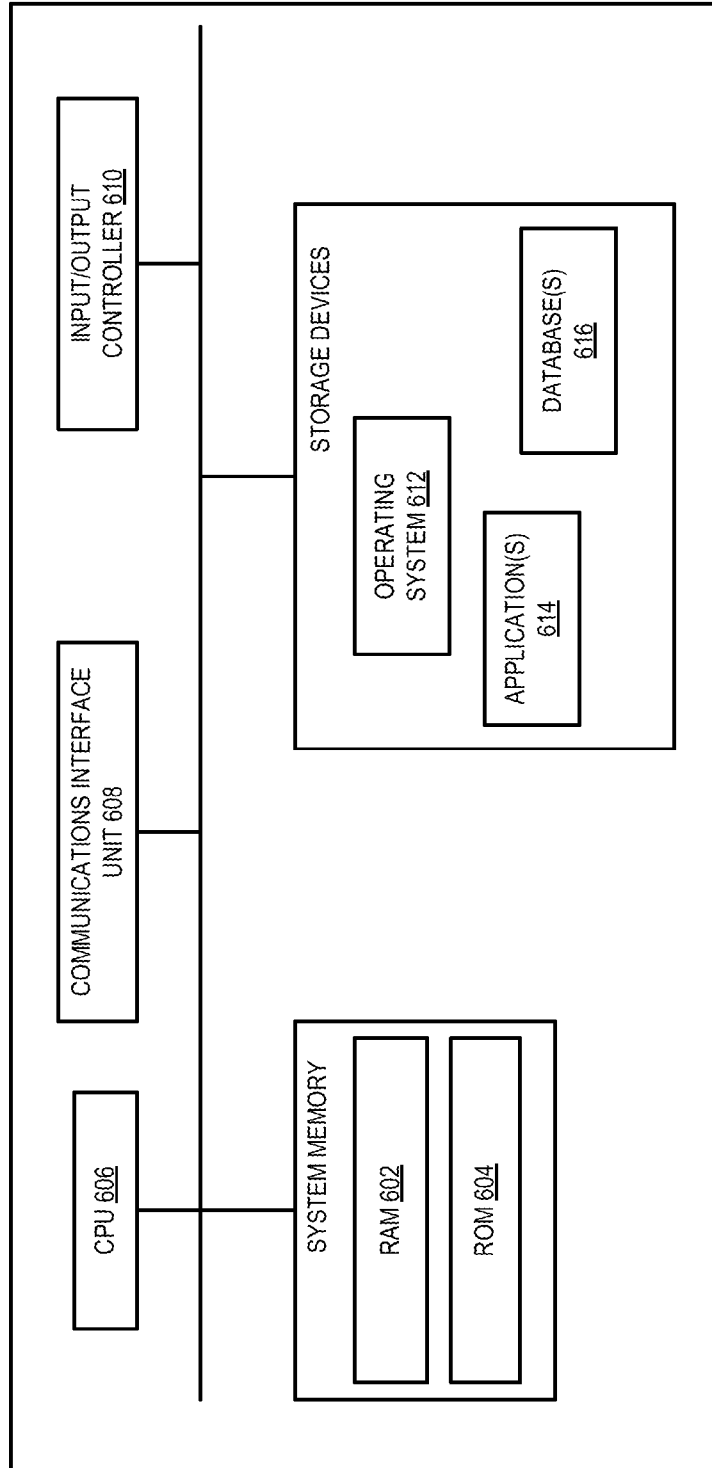 CPU 606
COMMUNICATIONS INTERFACE
UNIT 608
INPUT/OUTPUT
CONTROLLER 610
SYSTEM MEMORY
RAM 602
ROM 604
STORAGE DEVICES
OPERATING
SYSTEM 612
APPLICATION(S)
614
DATABASE(S)
616